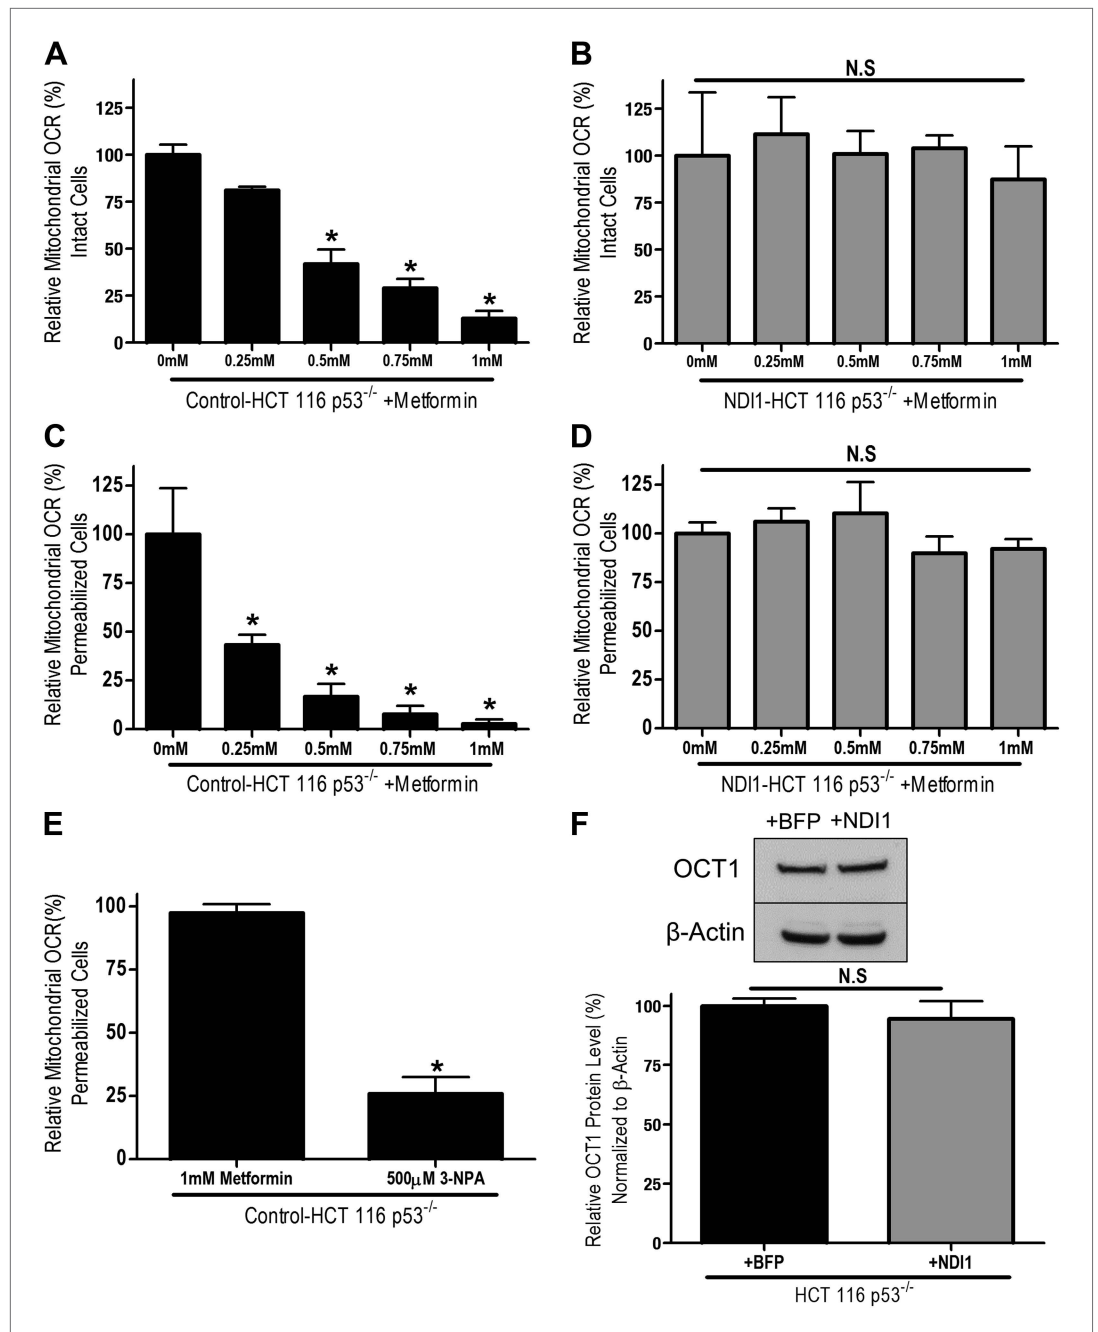 A
Relative Mitochondrial OCR (%)
Intact Cells
125
100
75
50
25
0
*
*
*
0mM 0.25mM 0.5mM 0.75mM 1mM
Control-HCT 116 p53-/- +Metformin
B
Relative Mitochondrial OCR (%)
Intact Cells
N.S
125
100
75
50
25
0
0mM 0.25mM 0.5mM 0.75mM 1mM
NDI1-HCT 116 p53-/- +Metformin
C
Relative Mitochondrial OCR (%)
Permeabilized Cells
125
100
75
50
25
0
*
*
*
*
0mM 0.25mM 0.5mM 0.75mM 1mM
Control-HCT 116 p53-/- +Metformin
D
Relative Mitochondrial OCR (%)
Permeabilized Cells
N.S
125
100
75
50
25
0
0mM 0.25mM 0.5mM 0.75mM 1mM
NDI1-HCT 116 p53-/- +Metformin
E
Relative Mitochondrial OCR(%)
Permeabilized Cells
100
75
50
25
0
*
1mM Metformin 500μM 3-NPA
Control-HCT 116 p53-/-
F
+BFP +NDI1
OCT1
β-Actin
N.S
Relative OCT1 Protein Level (%)
Normalized to β-Actin
100
75
50
25
0
+BFP +NDI1
HCT 116 p53-/-